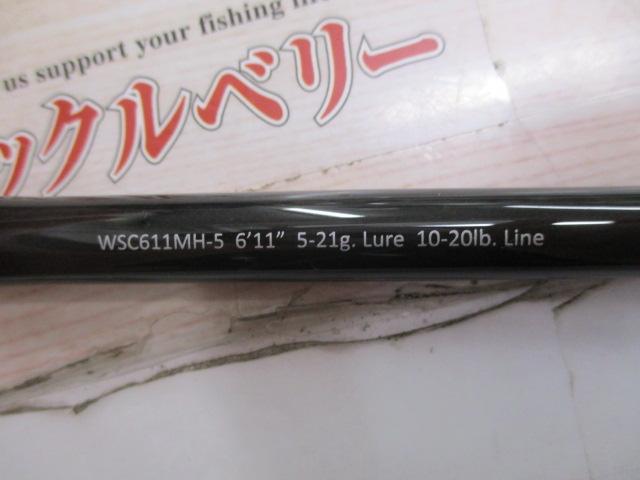 us support your fishing
ックルベリー
WSC611MH-5 6’11” 5-21g. Lure 10-20lb. Line